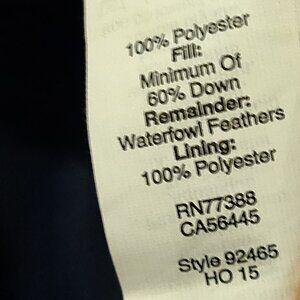 100% Polyester
Fill:
Minimum Of
60% Down
Remainder:
Waterfowl Feathers
Lining:
100% Polyester
RN77388
CA56445
Style 92465
HO 15